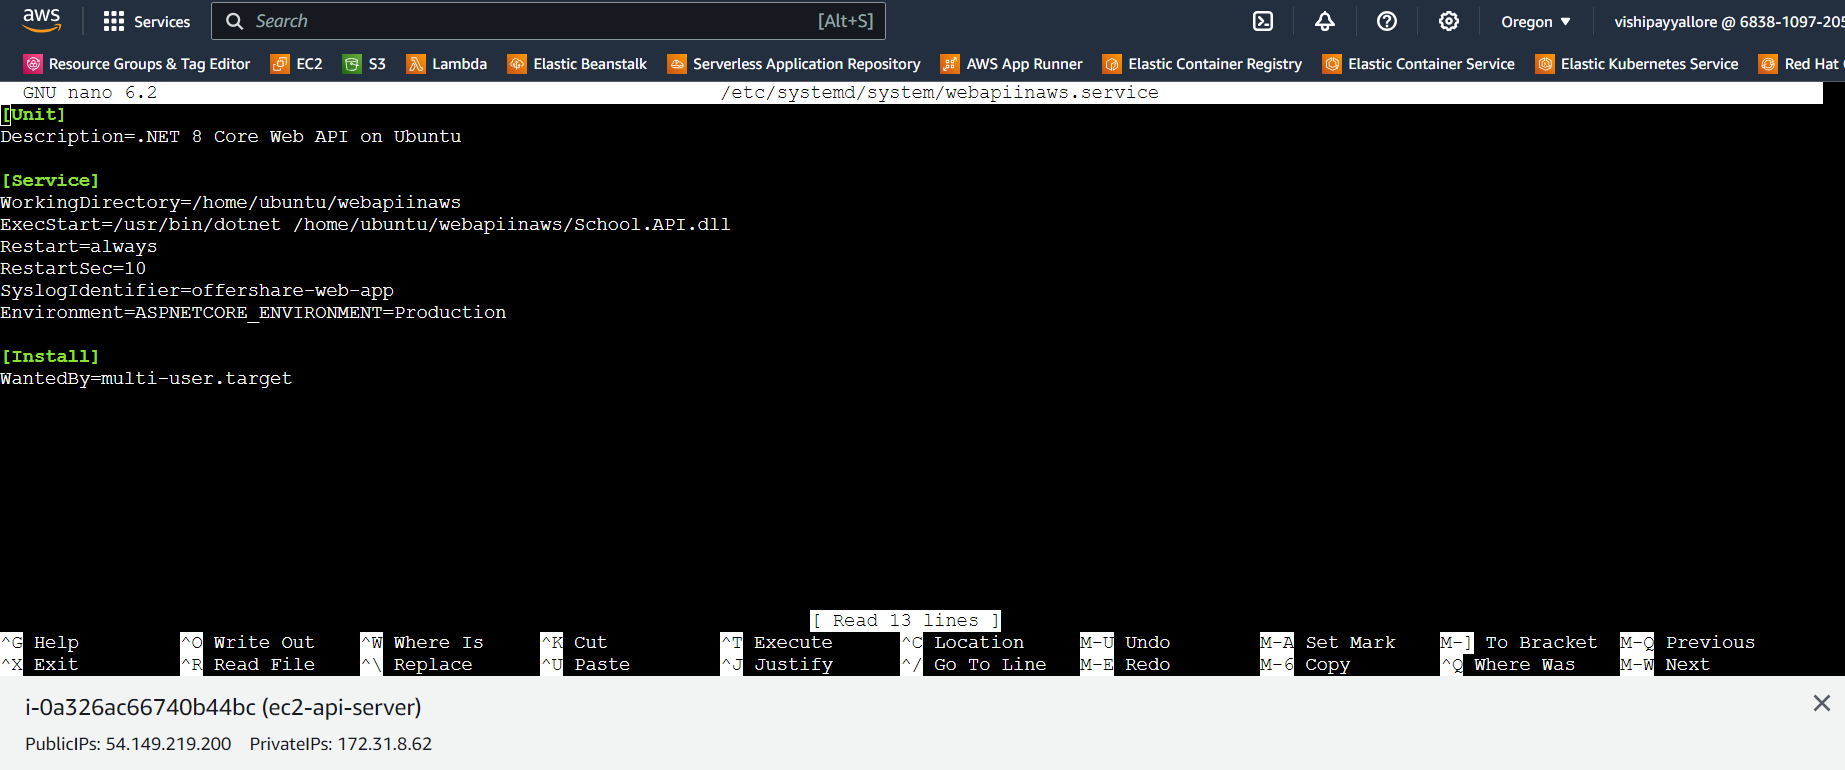 aws Services Search [Alt+S] Oregon vishipayyallore @ 6838-1097-205
Resource Groups & Tag Editor EC2 S3 Lambda Elastic Beanstalk Serverless Application Repository AWS App Runner Elastic Container Registry Elastic Container Service Elastic Kubernetes Service Red Hat
GNU nano 6.2 /etc/systemd/system/webapiinaws.service
[Unit]
Description=.NET 8 Core Web API on Ubuntu
[Service]
WorkingDirectory=/home/ubuntu/webapiinaws
ExecStart=/usr/bin/dotnet /home/ubuntu/webapiinaws/School.API.dll
Restart=always
RestartSec=10
SyslogIdentifier=offershare-web-app
Environment=ASPNETCORE_ENVIRONMENT=Production
[Install]
WantedBy=multi-user.target
[ Read 13 lines ]
^G Help ^O Write Out ^W Where Is ^K Cut ^T Execute ^C Location M-U Undo M-A Set Mark M-] To Bracket M-Q Previous
^X Exit ^R Read File ^\ Replace ^U Paste ^J Justify ^/ Go To Line M-E Redo M-6 Copy ^Q Where Was M-W Next
i-0a326ac66740b44bc (ec2-api-server)
PublicIPs: 54.149.219.200 PrivateIPs: 172.31.8.62